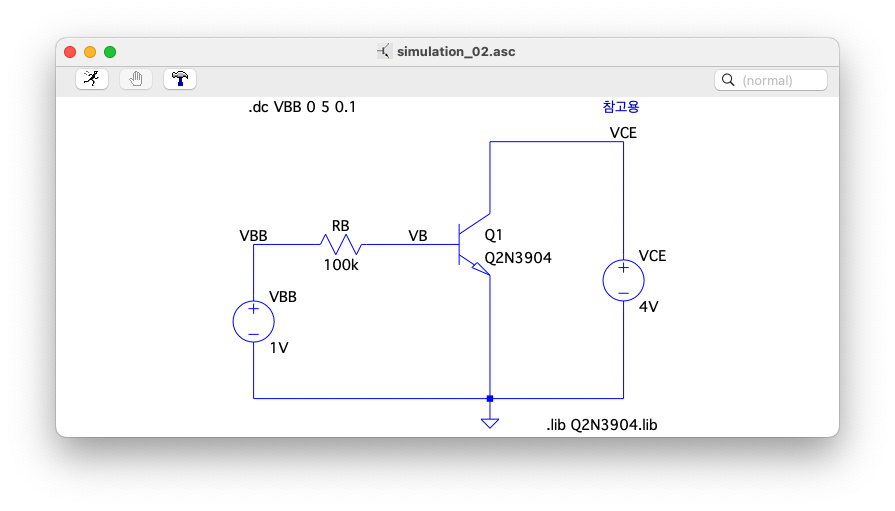 simulation_02.asc
(normal)
.dc VBB 0 5 0.1
참고용
VCE
RB
VBB
VB
Q1
100k
Q2N3904
VCE
VBB
4V
1V
.lib Q2N3904.lib